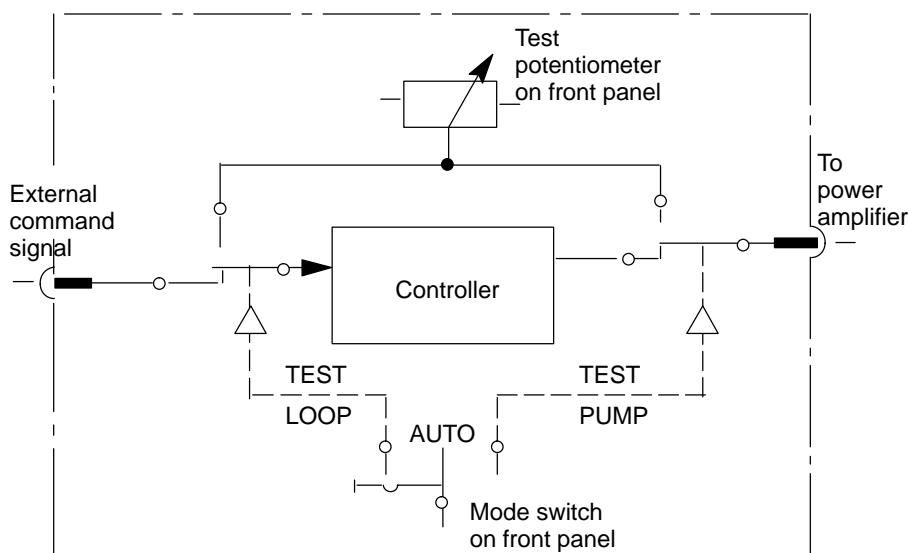 Test
potentiometer
on front panel
To
power
amplifier
External
command
signal
Controller
TEST
LOOP
TEST
PUMP
AUTO
Mode switch
on front panel